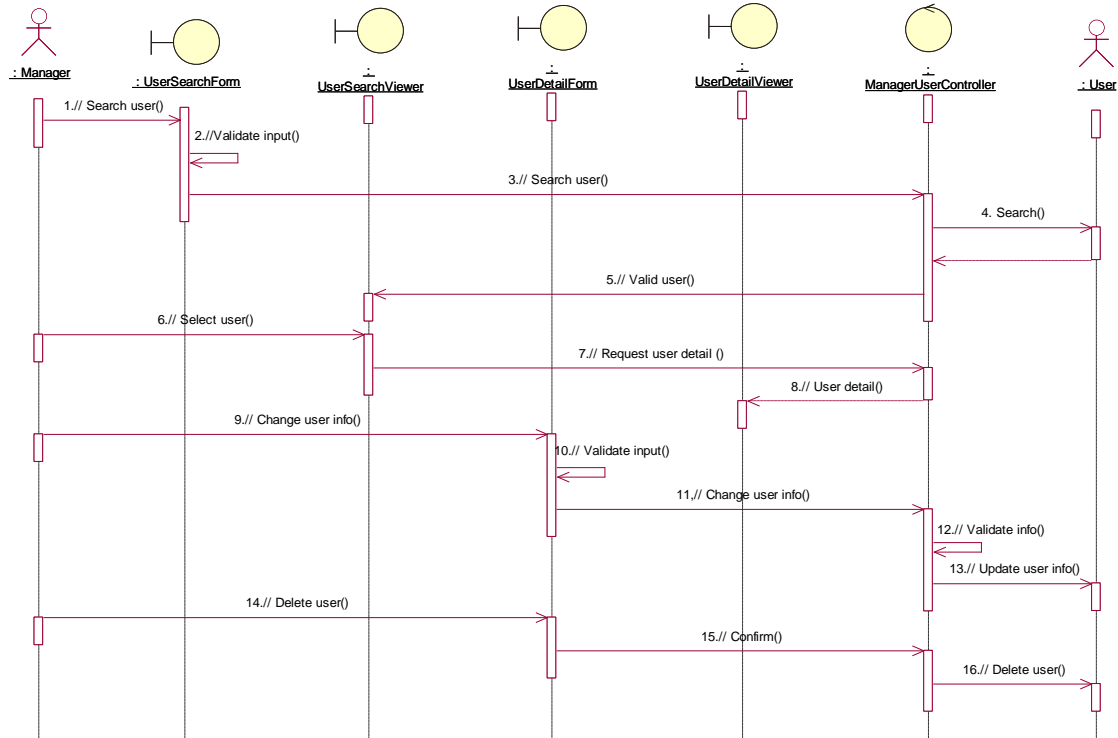 : Manager
: UserSearchForm
:
UserSearchViewer
:
UserDetailForm
:
UserDetailViewer
:
ManagerUserController
: User
1.// Search user()
2.//Validate input()
3.// Search user()
4. Search()
5.// Valid user()
6.// Select user()
7.// Request user detail ()
8.// User detail()
9.// Change user info()
10.// Validate input()
11,// Change user info()
12.// Validate info()
13.// Update user info()
14.// Delete user()
15.// Confirm()
16.// Delete user()